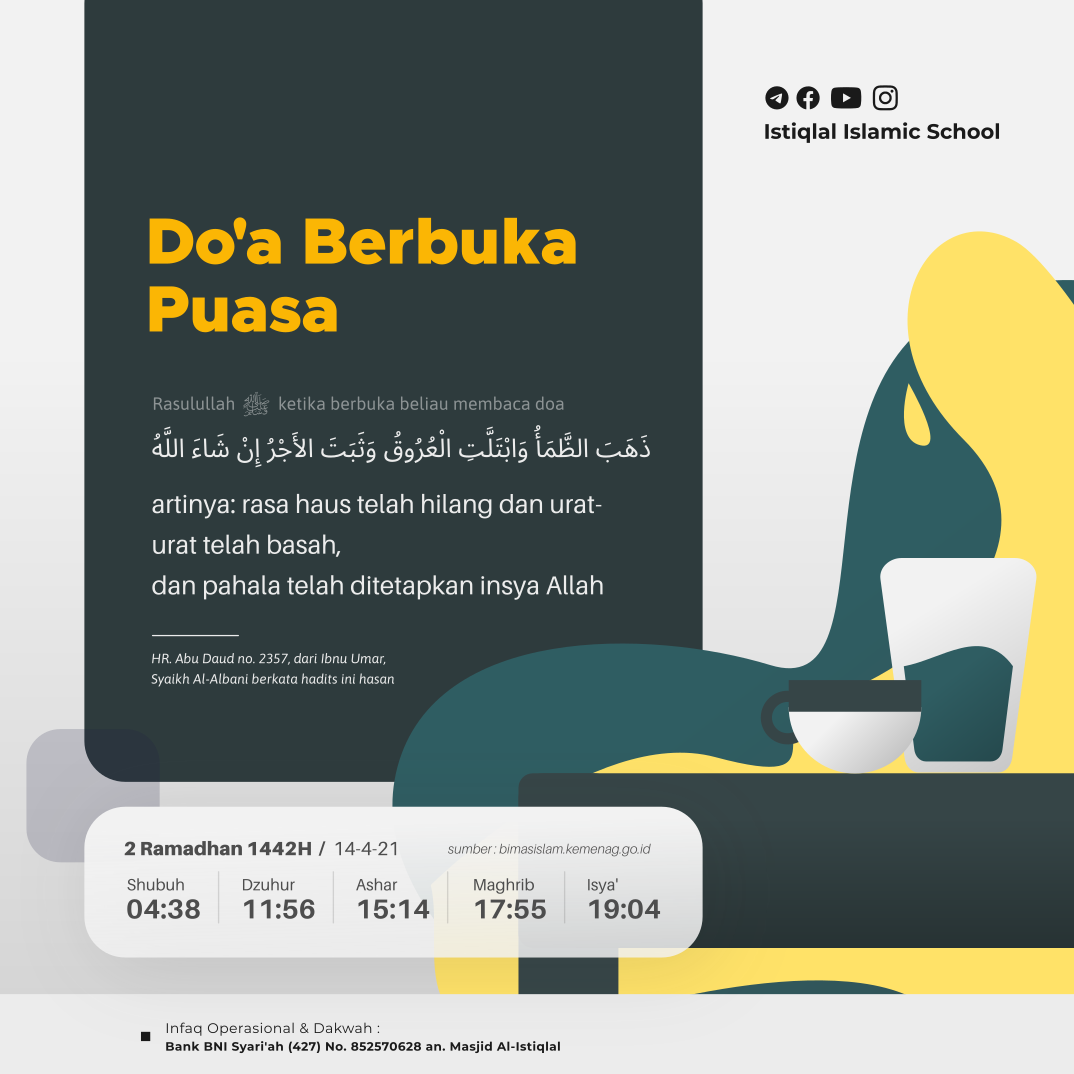 Istiqlal Islamic School
Do'a Berbuka
Puasa
Rasulullah ﷺ ketika berbuka beliau membaca doa
ذَهَبَ الظَّمَأُ وَابْتَلَّتِ الْعُرُوقُ وَثَبَتَ الأَجْرُ إِنْ شَاءَ اللَّهُ
artinya: rasa haus telah hilang dan urat-
urat telah basah,
dan pahala telah ditetapkan insya Allah
HR. Abu Daud no. 2357, dari Ibnu Umar,
Syaikh Al-Albani berkata hadits ini hasan
2 Ramadhan 1442H / 14-4-21 sumber: bimasislam.kemenag.go.id
Shubuh Dzuhur Ashar Maghrib Isya'
04:38 11:56 15:14 17:55 19:04
Infaq Operasional & Dakwah :
Bank BNI Syari'ah (427) No. 852570628 an. Masjid Al-Istiqlal